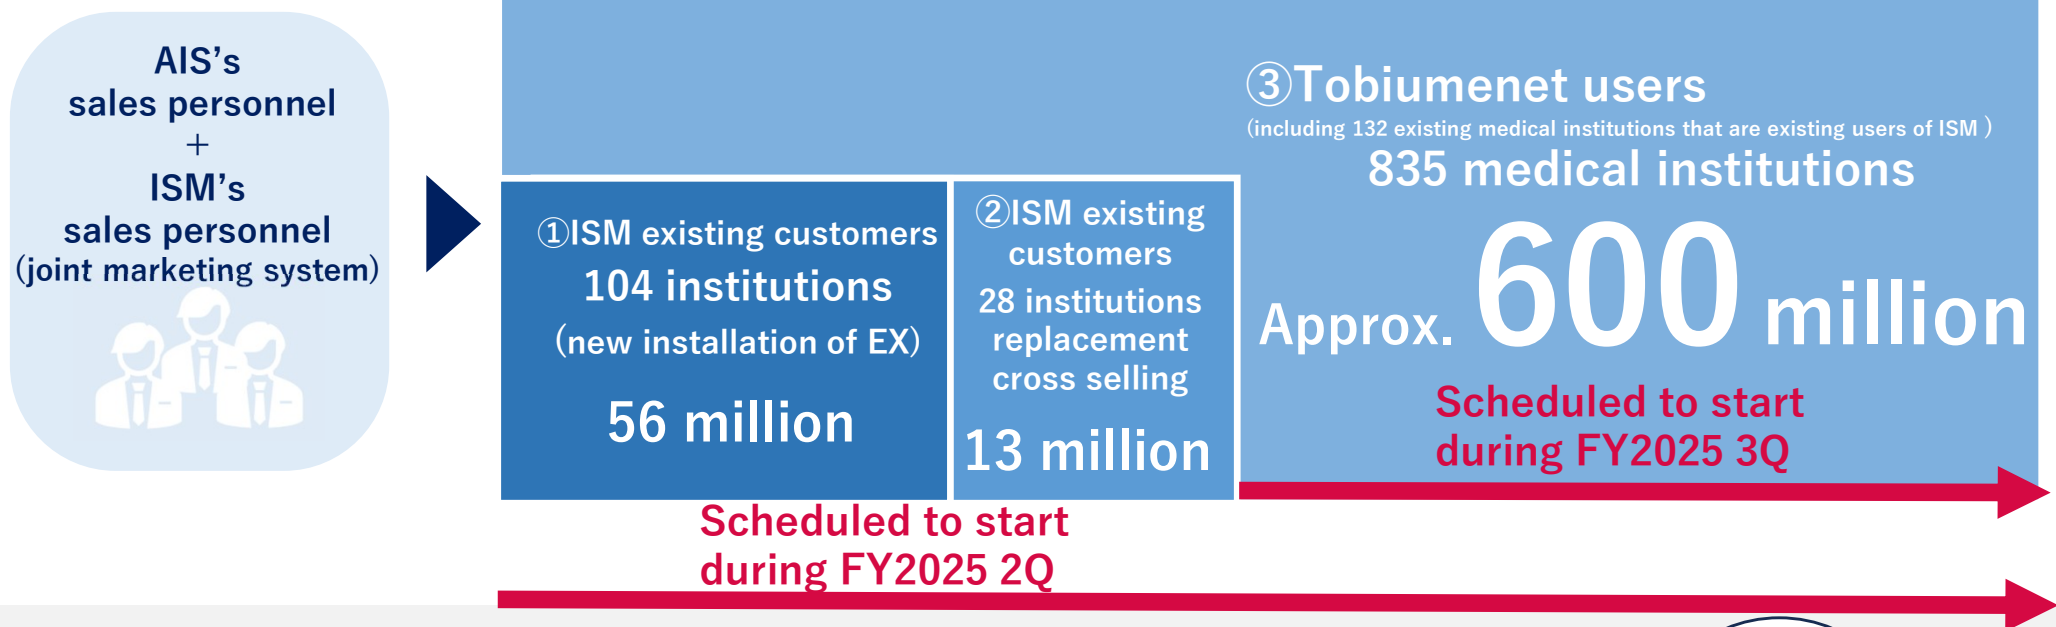 AIS’s
sales personnel
+
ISM’s
sales personnel
(joint marketing system)
①ISM existing customers
104 institutions
(new installation of EX)
56 million
②ISM existing
customers
28 institutions
replacement
cross selling
13 million
③Tobiumenet users
(including 132 existing medical institutions that are existing users of ISM )
835 medical institutions
Approx. 600 million
Scheduled to start
during FY2025 3Q
Scheduled to start
during FY2025 2Q